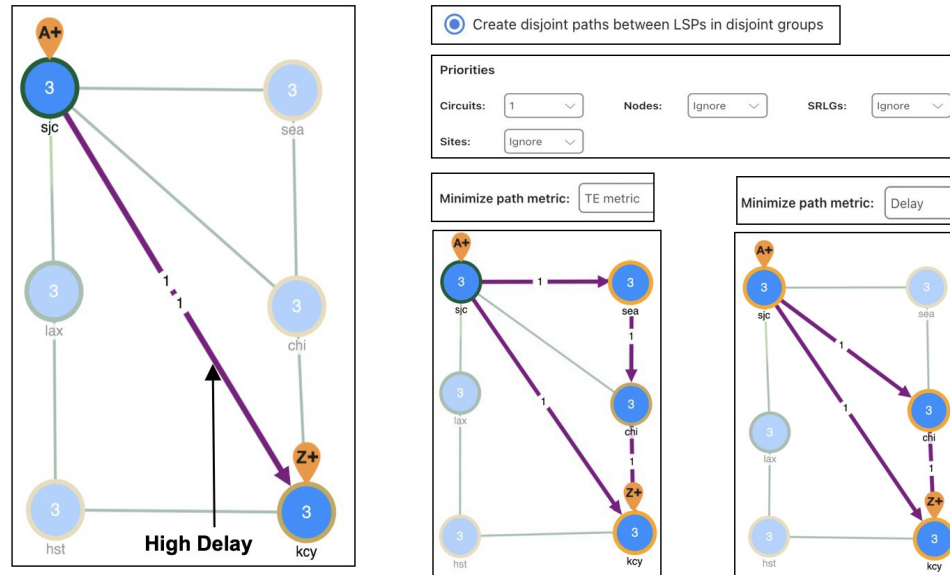 A+
3
sjc
3
sea
3
lax
3
chi
1
1
Z+
3
hst
3
kcy
High Delay
Create disjoint paths between LSPs in disjoint groups
Priorities
Circuits: 1 Nodes: Ignore SRLGs: Ignore
Sites: Ignore
Minimize path metric: TE metric
A+
3
sjc
1
3
sea
1
3
lax
3
chi
1
1
Z+
3
hst
3
kcy
Minimize path metric: Delay
A+
3
sjc
3
sea
1
3
chi
1
3
lax
1
Z+
3
hst
3
kcy